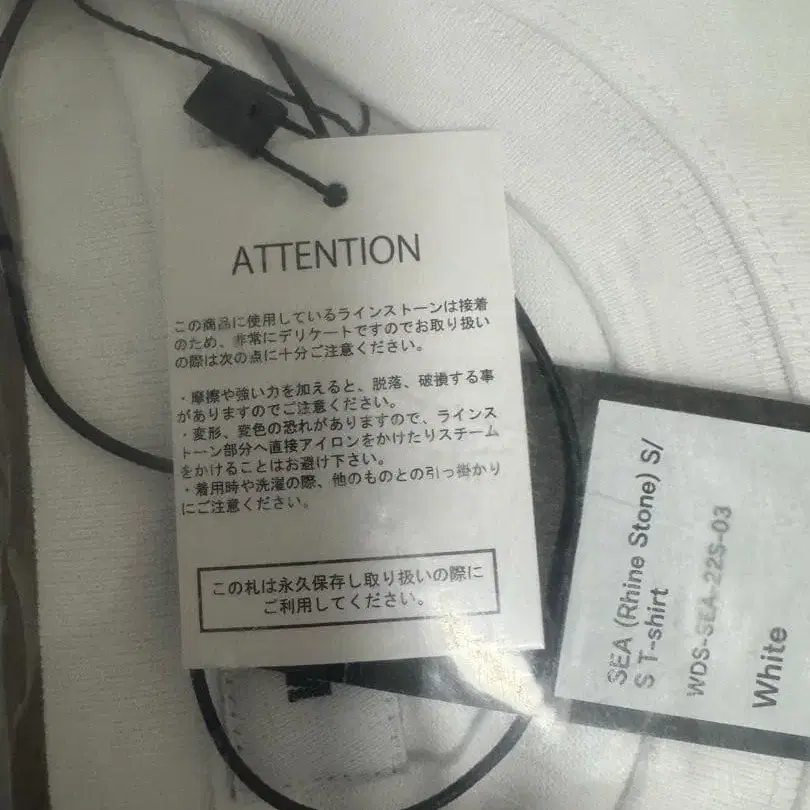 ATTENTION
この商品に使用しているラインストーンは接着
のため、非常にデリケートですのでお取り扱い
の際は次の点に十分ご注意ください。
・摩擦や強い力を加えると、脱落、破損する事
がありますのでご注意ください。
・変形、変色の恐れがありますので、ラインス
トーン部分へ直接アイロンをかけたりスチーム
をかけることはお避け下さい。
・着用時や洗濯の際、他のものとの引っ掛かり
にご注意ください。
この札は永久保存し取り扱いの際に
ご利用してください。
SEA (Rhine Stone) S/
S T-shirt
WDS-SEA-22S-03
White